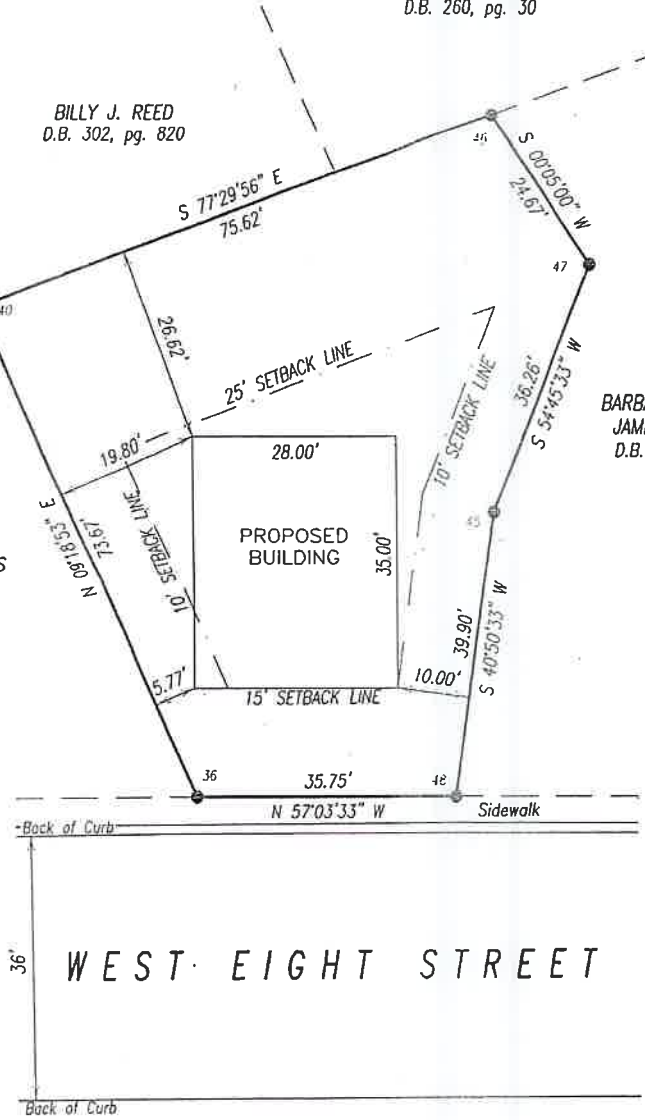 D.B. 260, pg. 30
BILLY J. REED
D.B. 302, pg. 820
S 77°29'56" E
75.62'
46
S 00°05'00" W
24.67'
47
40
26.62'
25' SETBACK LINE
10' SETBACK LINE
36.26'
S 54°45'33" W
BARBA
JAM
D.B.
19.80'
28.00'
N 09°18'53" E
73.67'
10' SETBACK LINE
PROPOSED
BUILDING
35.00'
S
39.90'
S 40°50'33" W
5.77'
10.00'
15' SETBACK LINE
36
35.75'
48
N 57°03'33" W
Sidewalk
Back of Curb
36'
WEST EIGHT STREET
Back of Curb